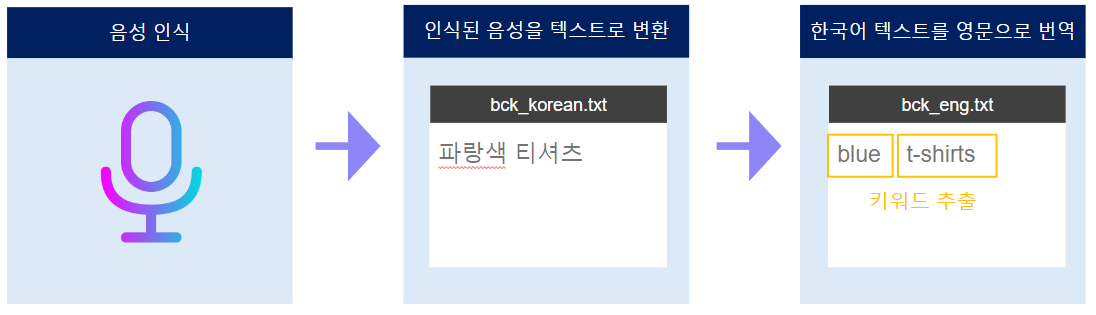 음성 인식
인식된 음성을 텍스트로 변환
한국어 텍스트를 영문으로 번역
bck_korean.txt
파랑색 티셔츠
bck_eng.txt
blue t-shirts
키워드 추출